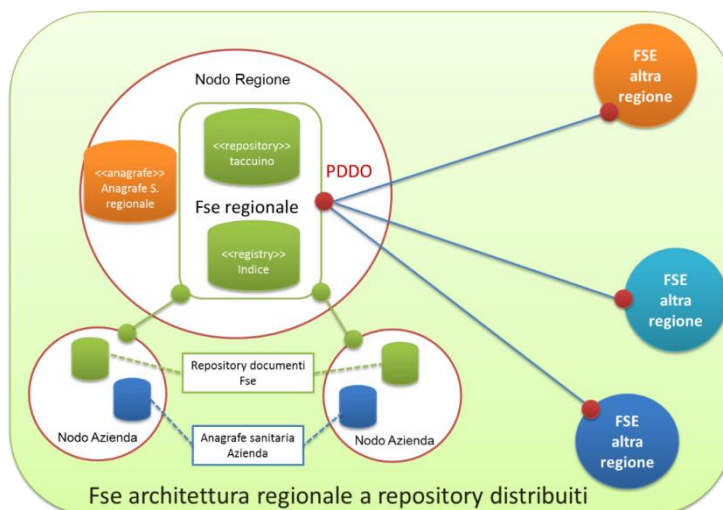 Nodo Regione
<<repository>>
taccuino
<<anagrafe>>
Anagrafe S.
regionale
PDDO
Fse regionale
<<registry>>
Indice
FSE
altra
regione
FSE
altra
regione
FSE
altra
regione
Repository documenti
Fse
Anagrafe sanitaria
Azienda
Nodo Azienda
Nodo Azienda
Fse architettura regionale a repository distribuiti